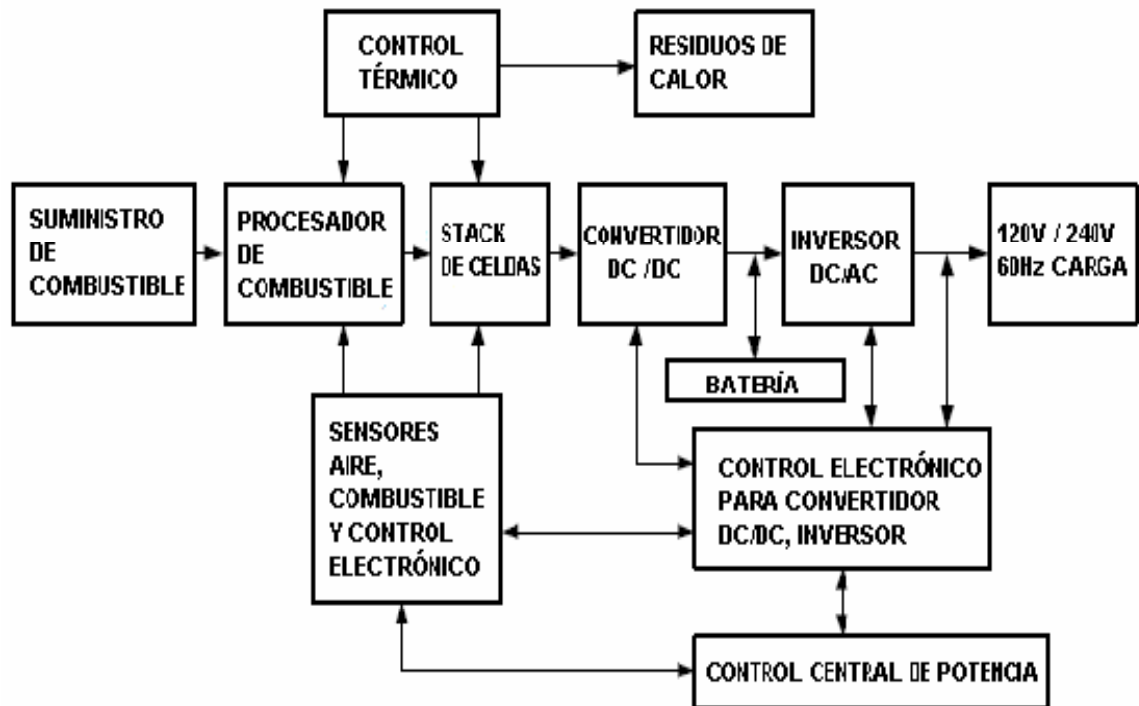 CONTROL
TÉRMICO
RESIDUOS DE
CALOR
SUMINISTRO
DE
COMBUSTIBLE
PROCESADOR
DE
COMBUSTIBLE
STACK
DE CELDAS
CONVERTIDOR
DC /DC
INVERSOR
DC/AC
120V / 240V
60Hz CARGA
BATERÍA
SENSORES
AIRE,
COMBUSTIBLE
Y CONTROL
ELECTRÓNICO
CONTROL ELECTRÓNICO
PARA CONVERTIDOR
DC/DC, INVERSOR
CONTROL CENTRAL DE POTENCIA